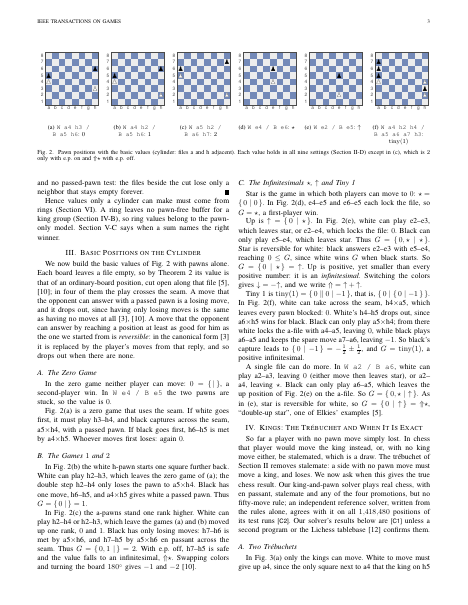 IEEE TRANSACTIONS ON GAMES 3
(a) W a4 h3 / B a5 h6: 0
(b) W a4 h2 / B a5 h6: 1
(c) W a5 h2 / B a6 h7: 2
(d) W e4 / B e6: ∗
(e) W e2 / B e5: ↑
(f) W a2 h4 h3 / B a5 a6 a7 h3: tiny(1)
Fig. 2. Pawn positions with the basic values (cylinder: files a and h adjacent). Each value holds in all nine settings (Section II-D) except in (c), which is 2
only with e.p. on and ⇑∗ with e.p. off.
and no passed-pawn test: the files beside the cut lose only a
neighbor that stays empty forever. ■
Hence values only a cylinder can make must come from
rings (Section VI). A ring leaves no pawn-free buffer for a
king group (Section IV-B), so ring values belong to the pawn-
only model. Section V-C says when a sum names the right
winner.
III. BASIC POSITIONS ON THE CYLINDER
We now build the basic values of Fig. 2 with pawns alone.
Each board leaves a file empty, so by Theorem 2 its value is
that of an ordinary-board position, cut open along that file [5],
[10]; in four of them the play crosses the seam. A move that
the opponent can answer with a passed pawn is a losing move,
and it drops out, since having only losing moves is the same
as having no moves at all [3], [10]. A move that the opponent
can answer by reaching a position at least as good for him as
the one we started from is reversible: in the canonical form [3]
it is replaced by the player's moves from that reply, and so
drops out when there are none.
A. The Zero Game
In the zero game neither player can move: 0 = {|}, a
second-player win. In W e4 / B e5 the two pawns are
stuck, so the value is 0.
Fig. 2(a) is a zero game that uses the seam. If white goes
first, it must play h3–h4, and black captures across the seam,
a5×h4, with a passed pawn. If black goes first, h6–h5 is met
by a4×h5. Whoever moves first loses: again 0.
B. The Games 1 and 2
In Fig. 2(b) the white h-pawn starts one square further back.
White can play h2–h3, which leaves the zero game of (a); the
double step h2–h4 only loses the pawn to a5×h4. Black has
one move, h6–h5, and a4×h5 gives white a passed pawn. Thus
G = {0 | } = 1.
In Fig. 2(c) the a-pawns stand one rank higher. White can
play h2–h4 or h2–h3, which leave the games (a) and (b) moved
up one rank, 0 and 1. Black has only losing moves: h7–h6 is
met by a5×h6, and h7–h5 by a5×h6 en passant across the
seam. Thus G = {0, 1 | } = 2. With e.p. off, h7–h5 is safe
and the value falls to an infinitesimal, ⇑∗. Swapping colors
and turning the board 180° gives −1 and −2 [10].
C. The Infinitesimals ∗, ↑ and Tiny 1
Star is the game in which both players can move to 0: ∗ =
{0 | 0}. In Fig. 2(d), e4–e5 and e6–e5 each lock the file, so
G = ∗, a first-player win.
Up is ↑ = {0 | ∗}. In Fig. 2(e), white can play e2–e3,
which leaves star, or e2–e4, which locks the file: 0. Black can
only play e5–e4, which leaves star. Thus G = {0, ∗ | ∗}.
Star is reversible for white: black answers e2–e3 with e5–e4,
reaching 0 ≤ G, since white wins G when black starts. So
G = {0 | ∗} = ↑. Up is positive, yet smaller than every
positive number: it is an infinitesimal. Switching the colors
gives ↓ = −↑, and we write ⇑ = ↑ + ↑.
Tiny 1 is tiny(1) = {0 || 0 | −1}, that is, {0 | {0 | −1}}.
In Fig. 2(f), white can take across the seam, h4×a5, which
leaves every pawn blocked: 0. White's h4–h5 drops out, since
a6×h5 wins for black. Black can only play a5×h4; from there
white locks the a-file with a4–a5, leaving 0, while black plays
a6–a5 and keeps the spare move a7–a6, leaving −1. So black's
capture leads to {0 | −1} = −½ ± ½, and G = tiny(1), a
positive infinitesimal.
A single file can do more. In W a2 / B a6, white can
play a2–a3, leaving 0 (either move then leaves star), or a2–
a4, leaving ∗. Black can only play a6–a5, which leaves the
up position of Fig. 2(e) on the a-file. So G = {0, ∗ | ↑}. As
in (e), star is reversible for white, so G = {0 | ↑} = ⇑∗,
"double-up star", one of Elkies' examples [5].
IV. KINGS: THE TRÉBUCHET AND WHEN IT IS EXACT
So far a player with no pawn move simply lost. In chess
that player would move the king instead, or, with no king
move either, be stalemated, which is a draw. The trébuchet of
Section II removes stalemate: a side with no pawn move must
move a king, and loses. We now ask when this gives the true
chess result. Our king-and-pawn solver plays real chess, with
en passant, stalemate and any of the four promotions, but no
fifty-move rule; an independent reference solver, written from
the rules alone, agrees with it on all 1,418,480 positions of
its test runs [C2]. Our solver's results below are [C1] unless a
second program or the Lichess tablebase [12] confirms them.
A. Two Trébuchets
In Fig. 3(a) only the kings can move. White to move must
give up a4, since the only square next to a4 that the king on h5